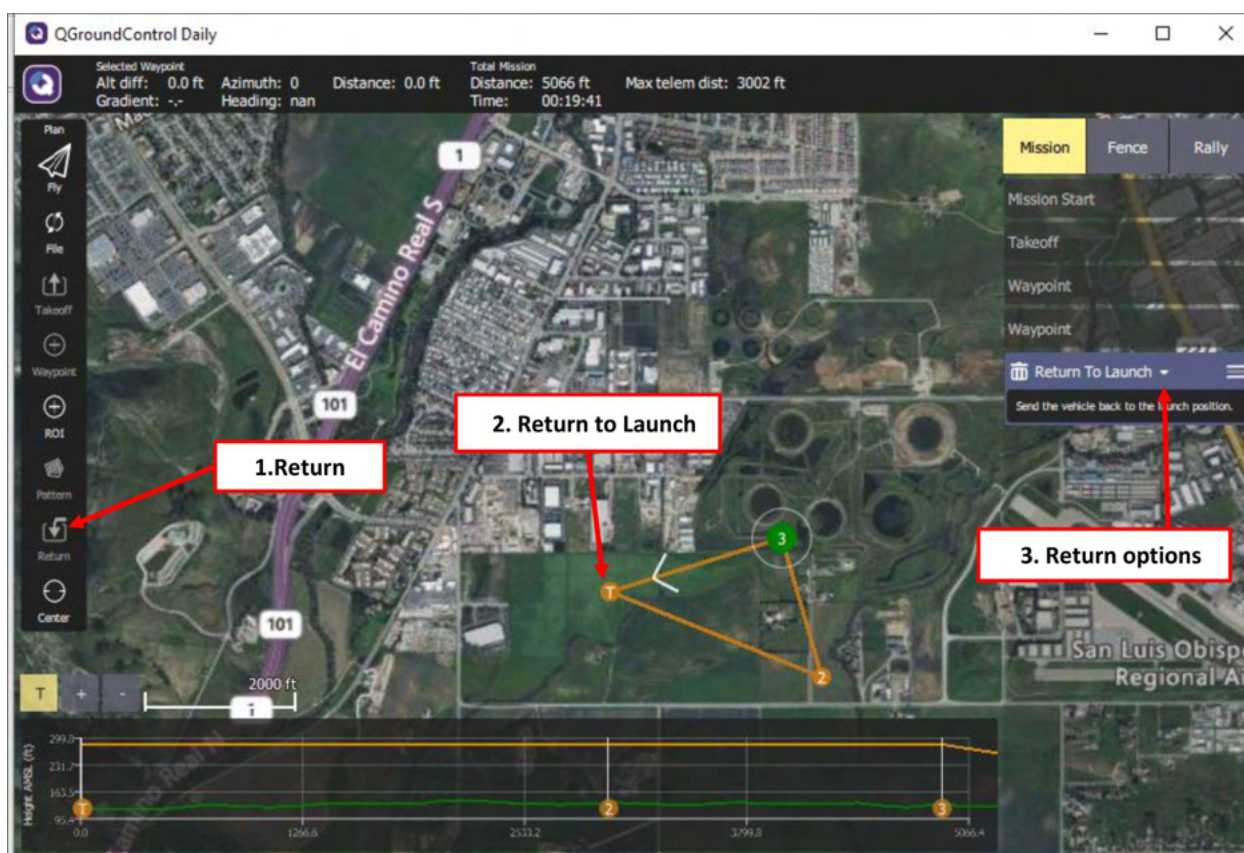 QGroundControl Daily
Selected Waypoint
Alt diff: 0.0 ft Azimuth: 0 Distance: 0.0 ft
Gradient: -.- Heading: nan
Total Mission
Distance: 5066 ft Max telem dist: 3002 ft
Time: 00:19:41
Plan
Fly
File
Takeoff
Waypoint
ROI
Pattern
Return
Center
Mission Fence Rally
Mission Start
Takeoff
Waypoint
Waypoint
Return To Launch
Send the vehicle back to the launch position.
1
El Camino Real S
101
101
1
1.Return
2. Return to Launch
3. Return options
3
T
2
San Luis Obisp
Regional A
T + -
2000 ft
Height AMSL (ft)
299.8
231.7
163.5
95.4
T 2 3
0.0 1266.6 2533.2 3799.8 5066.4